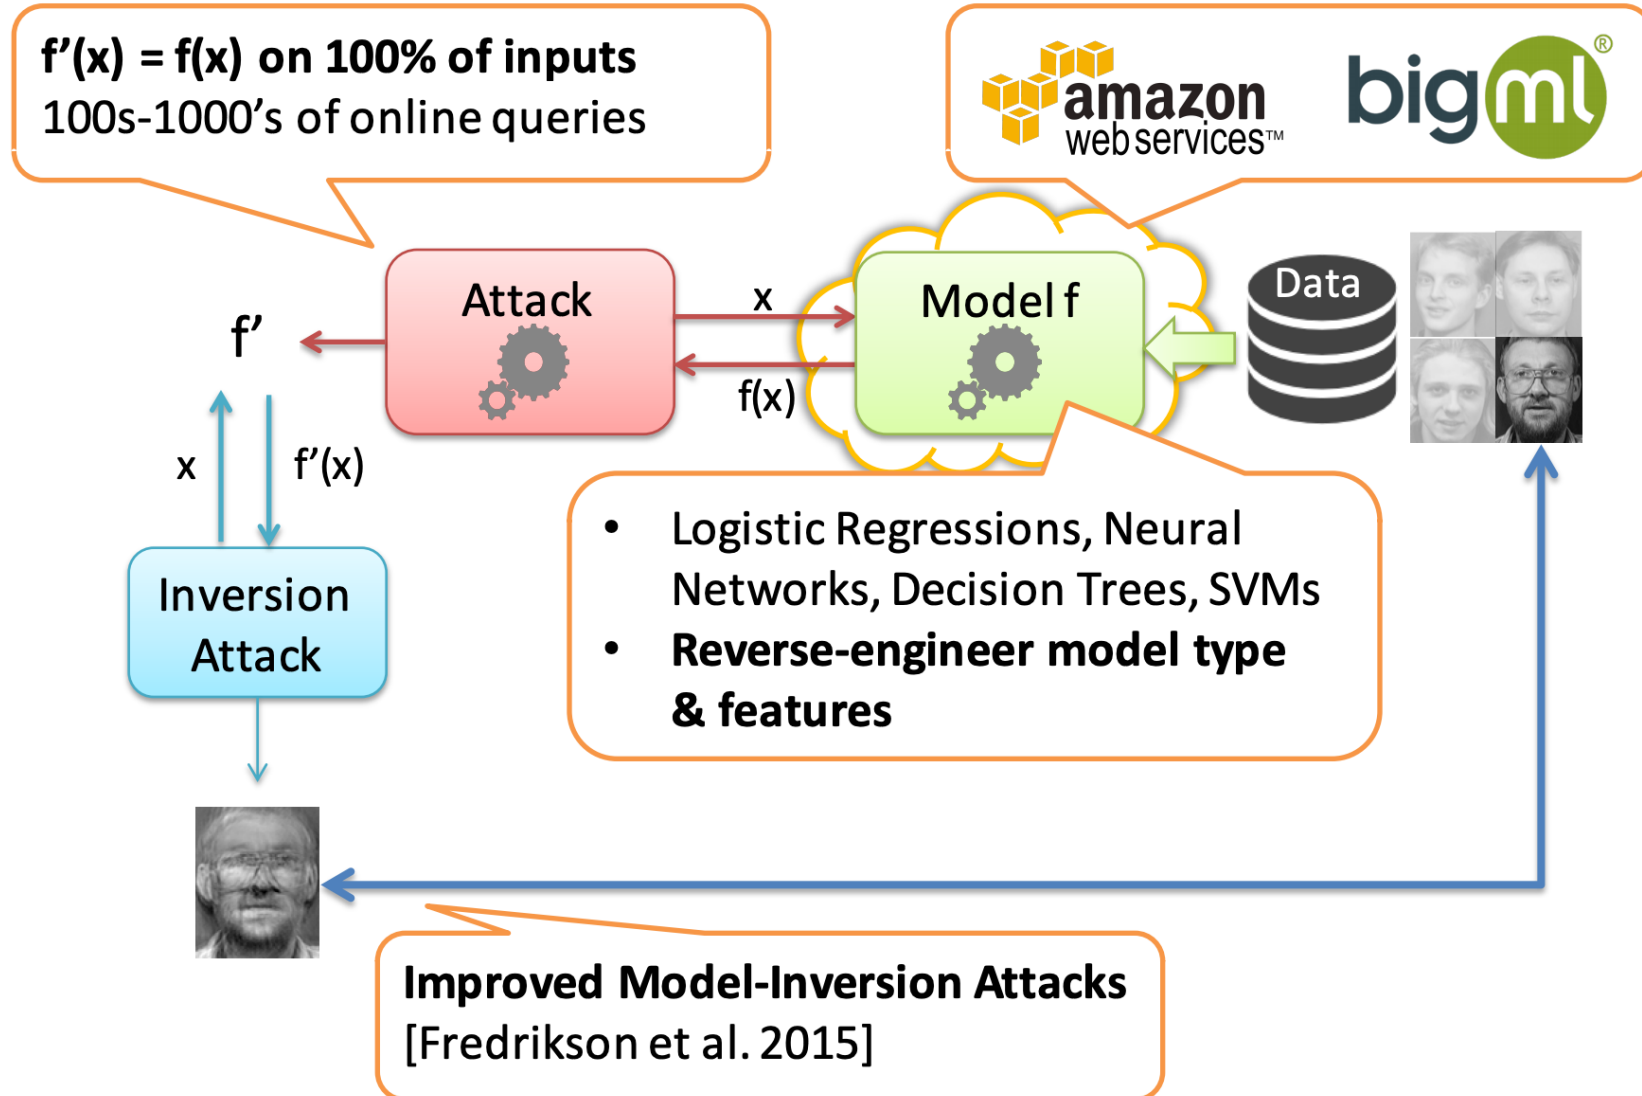 f’(x) = f(x) on 100% of inputs
100s-1000’s of online queries
amazon
web services™
bigml®
Attack
x
f(x)
Model f
Data
f’
x
f’(x)
Inversion
Attack
• Logistic Regressions, Neural
Networks, Decision Trees, SVMs
• Reverse-engineer model type
& features
Improved Model-Inversion Attacks
[Fredrikson et al. 2015]